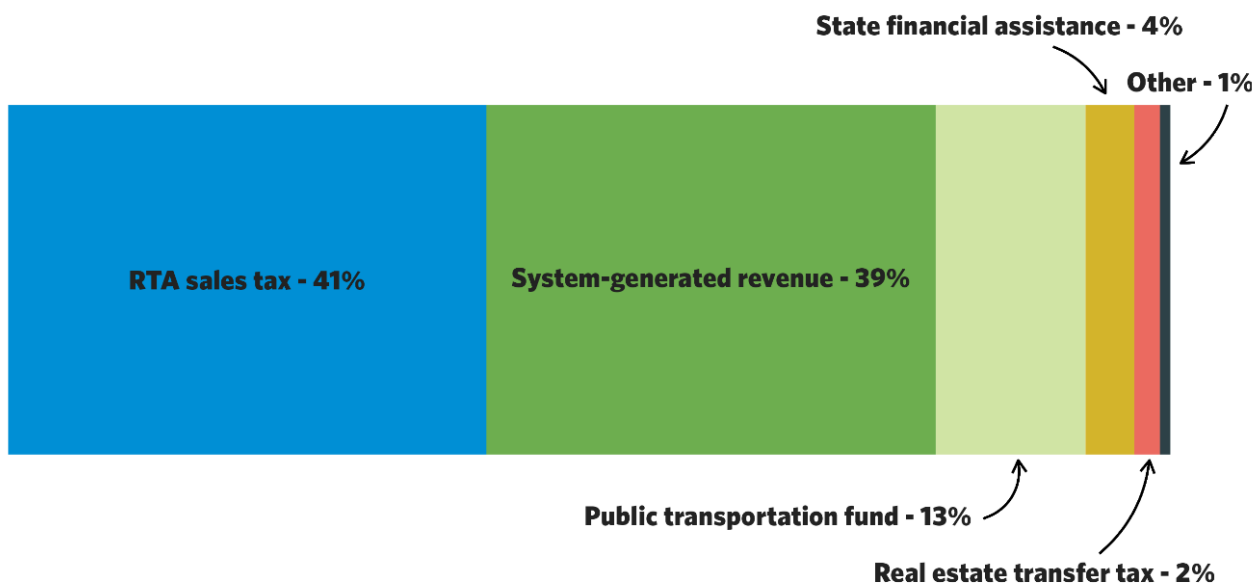 State financial assistance - 4%
Other - 1%
RTA sales tax - 41%
System-generated revenue - 39%
Public transportation fund - 13%
Real estate transfer tax - 2%